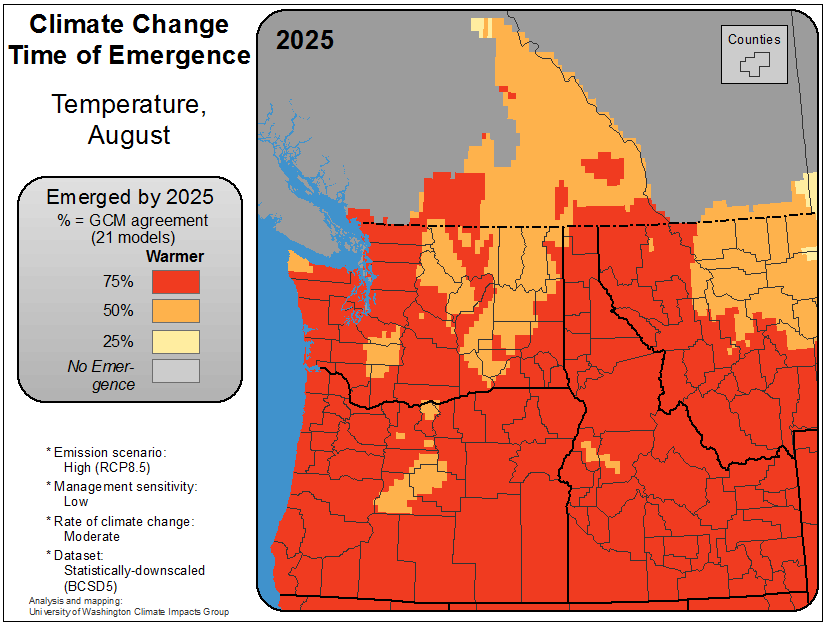 Climate Change
Time of Emergence
Temperature,
August
Emerged by 2025
% = GCM agreement
(21 models)
Warmer
75%
50%
25%
No Emer-
gence
* Emission scenario:
High (RCP8.5)
* Management sensitivity:
Low
* Rate of climate change:
Moderate
* Dataset:
Statistically-downscaled
(BCSD5)
Analysis and mapping:
University of Washington Climate Impacts Group
2025
Counties